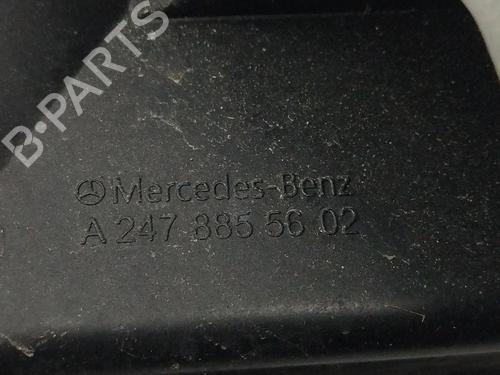 B-PARTS
Mercedes-Benz
A 247 885 56 02